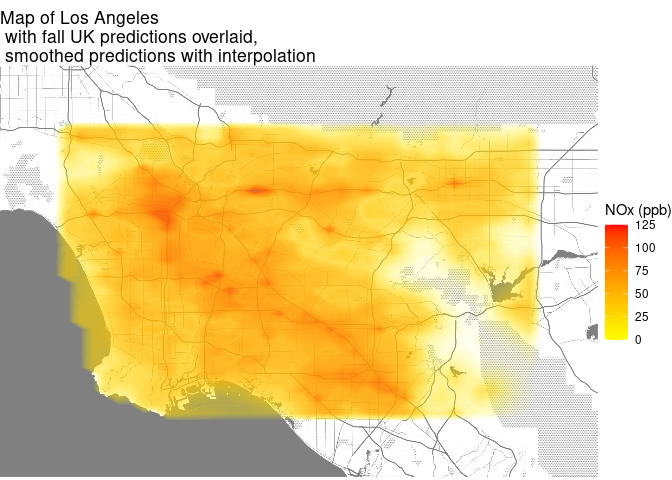 Map of Los Angeles
with fall UK predictions overlaid,
smoothed predictions with interpolation
NOx (ppb)
125
100
75
50
25
0